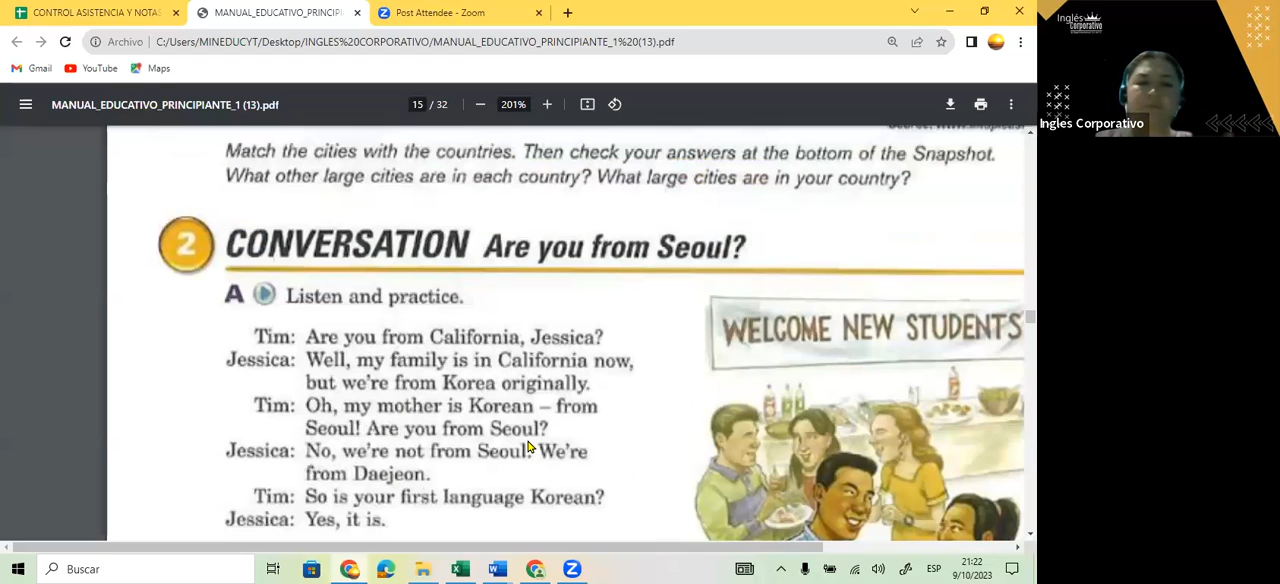 CONTROL ASISTENCIA Y NOTAS
MANUAL_EDUCATIVO_PRINCIPI
Post Attendee - Zoom
Archivo
C:/Users/MINEDUCYT/Desktop/INGLES%20CORPORATIVO/MANUAL_EDUCATIVO_PRINCIPIANTE_1%20(13).pdf
Gmail
YouTube
Maps
MANUAL_EDUCATIVO_PRINCIPIANTE_1 (13).pdf
15 / 32
201%
Match the cities with the countries. Then check your answers at the bottom of the Snapshot.
What other large cities are in each country? What large cities are in your country?
2 CONVERSATION Are you from Seoul?
A Listen and practice.
Tim: Are you from California, Jessica?
Jessica: Well, my family is in California now,
but we're from Korea originally.
Tim: Oh, my mother is Korean – from
Seoul! Are you from Seoul?
Jessica: No, we're not from Seoul. We're
from Daejeon.
Tim: So is your first language Korean?
Jessica: Yes, it is.
WELCOME NEW STUDENTS
Inglés
Corporativo
Ingles Corporativo
Buscar
ESP
21:22
9/10/2023